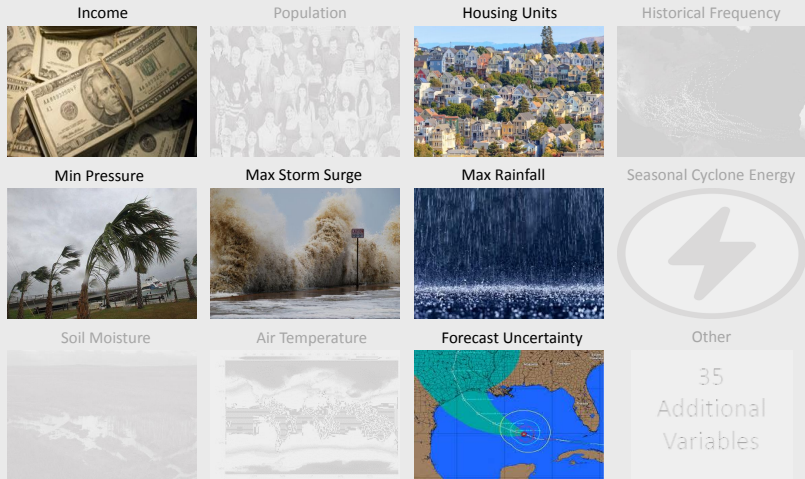 Income
Population
Housing Units
Historical Frequency
Min Pressure
Max Storm Surge
Max Rainfall
Seasonal Cyclone Energy
Soil Moisture
Air Temperature
Forecast Uncertainty
Other
35
Additional
Variables